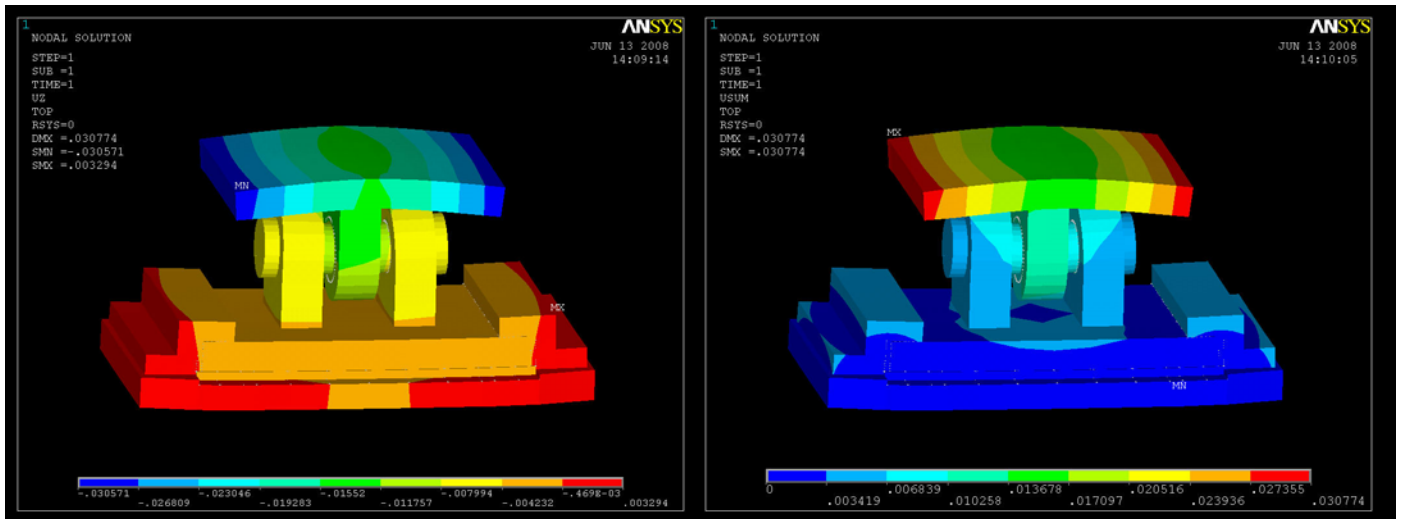 1
ANSYS
NODAL SOLUTION
JUN 13 2008
14:09:14
STEP=1
SUB =1
TIME=1
UZ
TOP
RSYS=0
DMX =.030774
SMN =-.030571
SMX =.003294
MN
MX
-.030571 -.023046 -.01552 -.007994 -.469E-03
-.026809 -.019283 -.011757 -.004232 .003294
1
ANSYS
NODAL SOLUTION
JUN 13 2008
14:10:05
STEP=1
SUB =1
TIME=1
USUM
TOP
RSYS=0
DMX =.030774
SMX =.030774
MX
MN
0 .006839 .013678 .020516 .027355
.003419 .010258 .017097 .023936 .030774